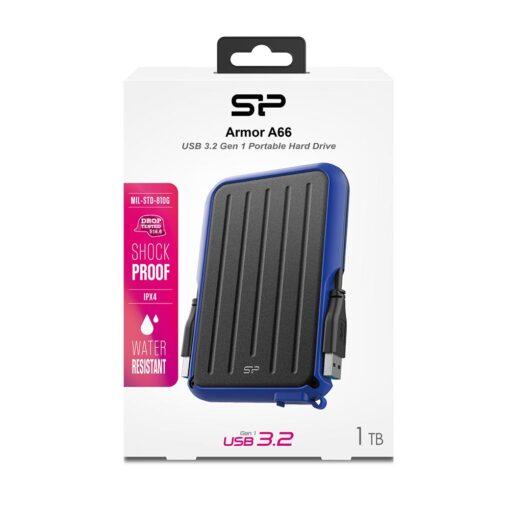 SP
Armor A66
USB 3.2 Gen 1 Portable Hard Drive
MIL-STD-810G
DROP
TESTED
SHOCK
PROOF
IPX4
WATER
RESISTANT
SP
Gen 1
USB 3.2
1 TB